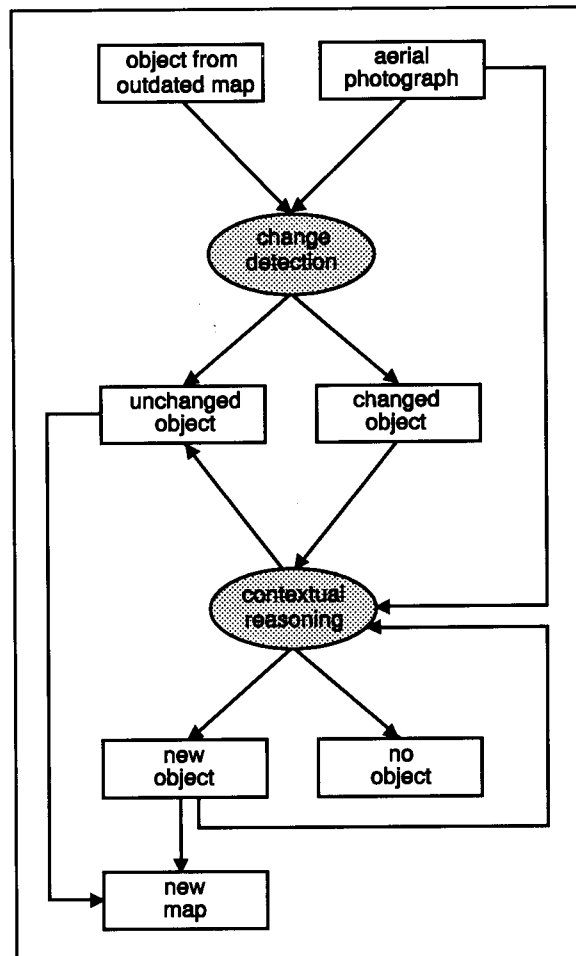 object from
outdated map
aerial
photograph
change
detection
unchanged
object
changed
object
contextual
reasoning
new
object
no
object
new
map